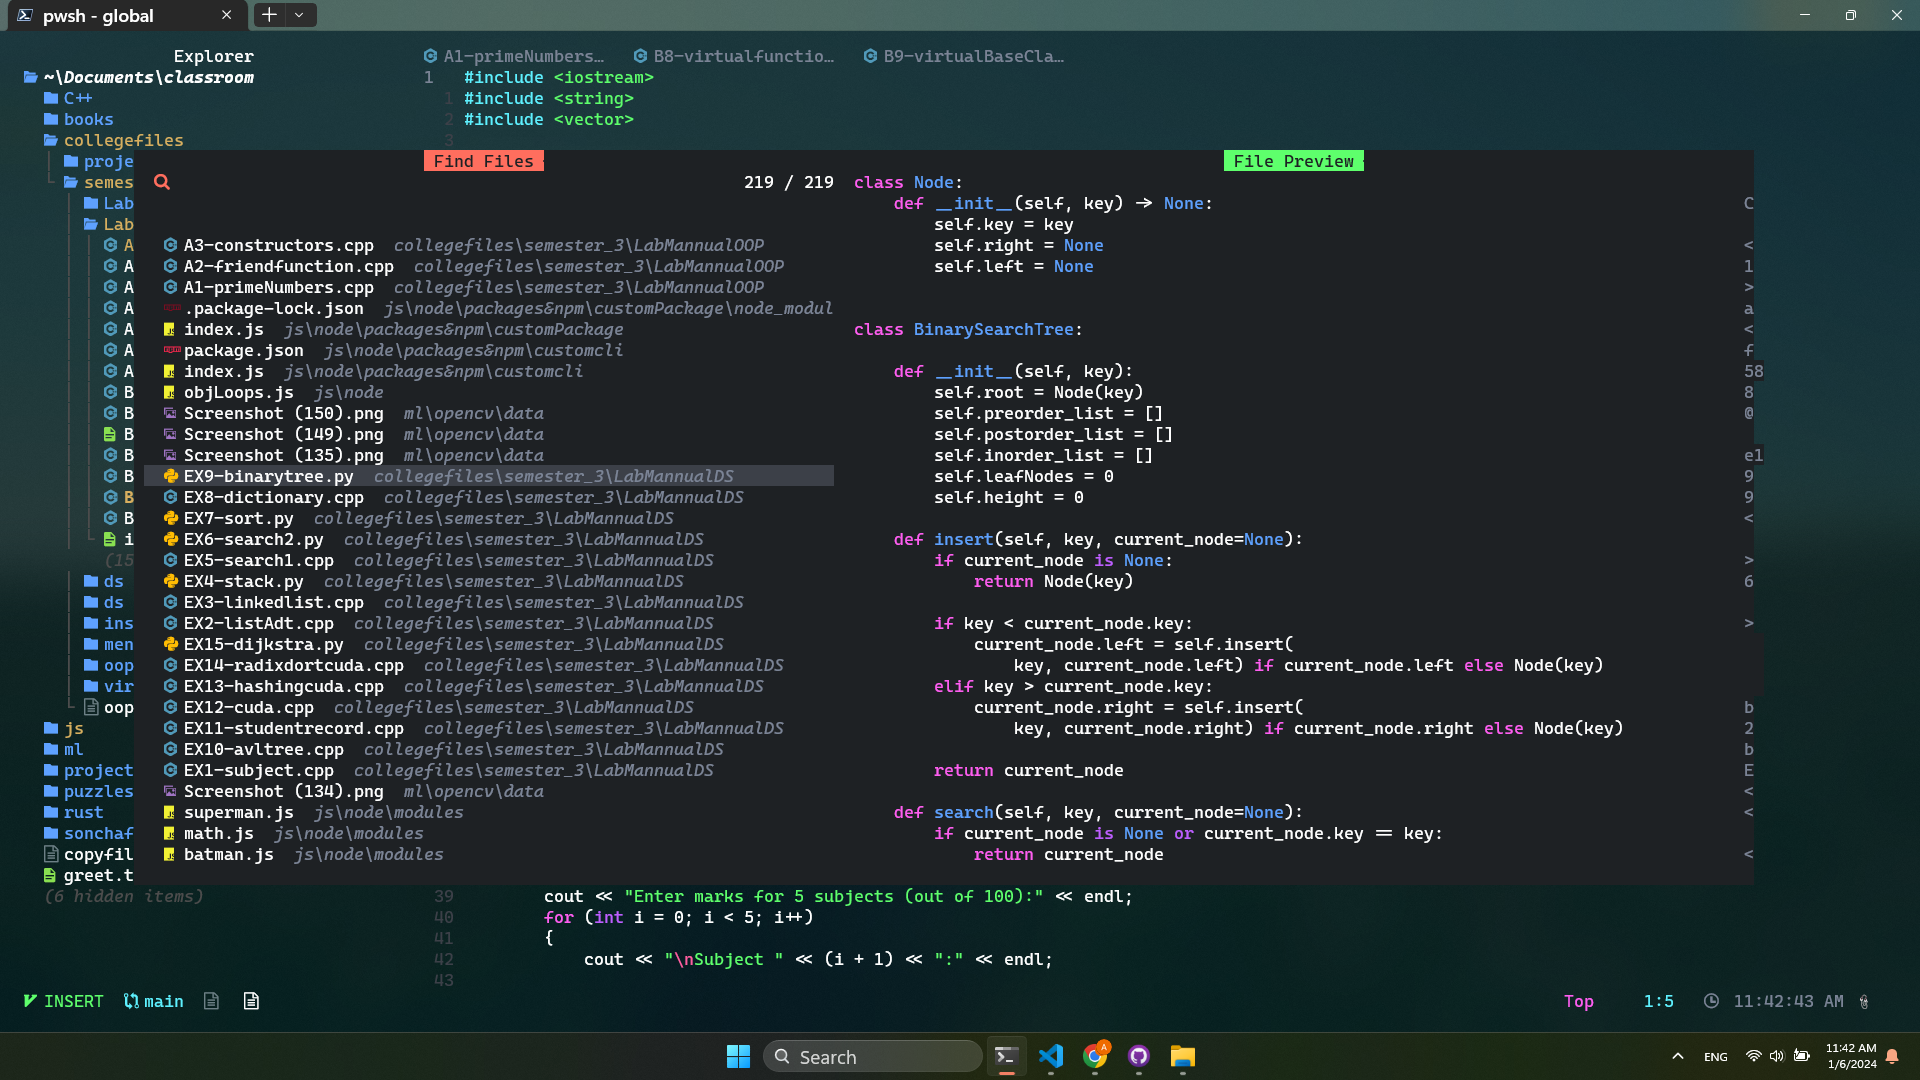 pwsh - global
Explorer
~\Documents\classroom
C++
books
collegefiles
proje
semes
Lab
Lab
A
A
A
A
A
A
A
B
B
B
B
B
B
B
i
(15
ds
ds
ins
men
oop
vir
oop
js
ml
project
puzzles
rust
sonchaf
copyfil
greet.t
(6 hidden items)
A1-primeNumbers… B8-virtualfunctio… B9-virtualBaseCla…
1 #include <iostream>
1 #include <string>
2 #include <vector>
3
Find Files
219 / 219
A3-constructors.cpp collegefiles\semester_3\LabMannualOOP
A2-friendfunction.cpp collegefiles\semester_3\LabMannualOOP
A1-primeNumbers.cpp collegefiles\semester_3\LabMannualOOP
.package-lock.json js\node\packages&npm\customPackage\node_modul
index.js js\node\packages&npm\customPackage
package.json js\node\packages&npm\customcli
index.js js\node\packages&npm\customcli
objLoops.js js\node
Screenshot (150).png ml\opencv\data
Screenshot (149).png ml\opencv\data
Screenshot (135).png ml\opencv\data
EX9-binarytree.py collegefiles\semester_3\LabMannualDS
EX8-dictionary.cpp collegefiles\semester_3\LabMannualDS
EX7-sort.py collegefiles\semester_3\LabMannualDS
EX6-search2.py collegefiles\semester_3\LabMannualDS
EX5-search1.cpp collegefiles\semester_3\LabMannualDS
EX4-stack.py collegefiles\semester_3\LabMannualDS
EX3-linkedlist.cpp collegefiles\semester_3\LabMannualDS
EX2-listAdt.cpp collegefiles\semester_3\LabMannualDS
EX15-dijkstra.py collegefiles\semester_3\LabMannualDS
EX14-radixdortcuda.cpp collegefiles\semester_3\LabMannualDS
EX13-hashingcuda.cpp collegefiles\semester_3\LabMannualDS
EX12-cuda.cpp collegefiles\semester_3\LabMannualDS
EX11-studentrecord.cpp collegefiles\semester_3\LabMannualDS
EX10-avltree.cpp collegefiles\semester_3\LabMannualDS
EX1-subject.cpp collegefiles\semester_3\LabMannualDS
Screenshot (134).png ml\opencv\data
superman.js js\node\modules
math.js js\node\modules
batman.js js\node\modules
File Preview
class Node:
def __init__(self, key) -> None:
self.key = key
self.right = None
self.left = None
class BinarySearchTree:
def __init__(self, key):
self.root = Node(key)
self.preorder_list = []
self.postorder_list = []
self.inorder_list = []
self.leafNodes = 0
self.height = 0
def insert(self, key, current_node=None):
if current_node is None:
return Node(key)
if key < current_node.key:
current_node.left = self.insert(
key, current_node.left) if current_node.left else Node(key)
elif key > current_node.key:
current_node.right = self.insert(
key, current_node.right) if current_node.right else Node(key)
return current_node
def search(self, key, current_node=None):
if current_node is None or current_node.key == key:
return current_node
C
<
1
>
a
<
f
58
8
@
e1
9
9
<
>
6
>
b
2
b
E
<
<
<
39 cout << "Enter marks for 5 subjects (out of 100):" << endl;
40 for (int i = 0; i < 5; i++)
41 {
42 cout << "\nSubject " << (i + 1) << ":" << endl;
43
INSERT main Top 1:5 11:42:43 AM
Search
A
ENG
11:42 AM
1/6/2024